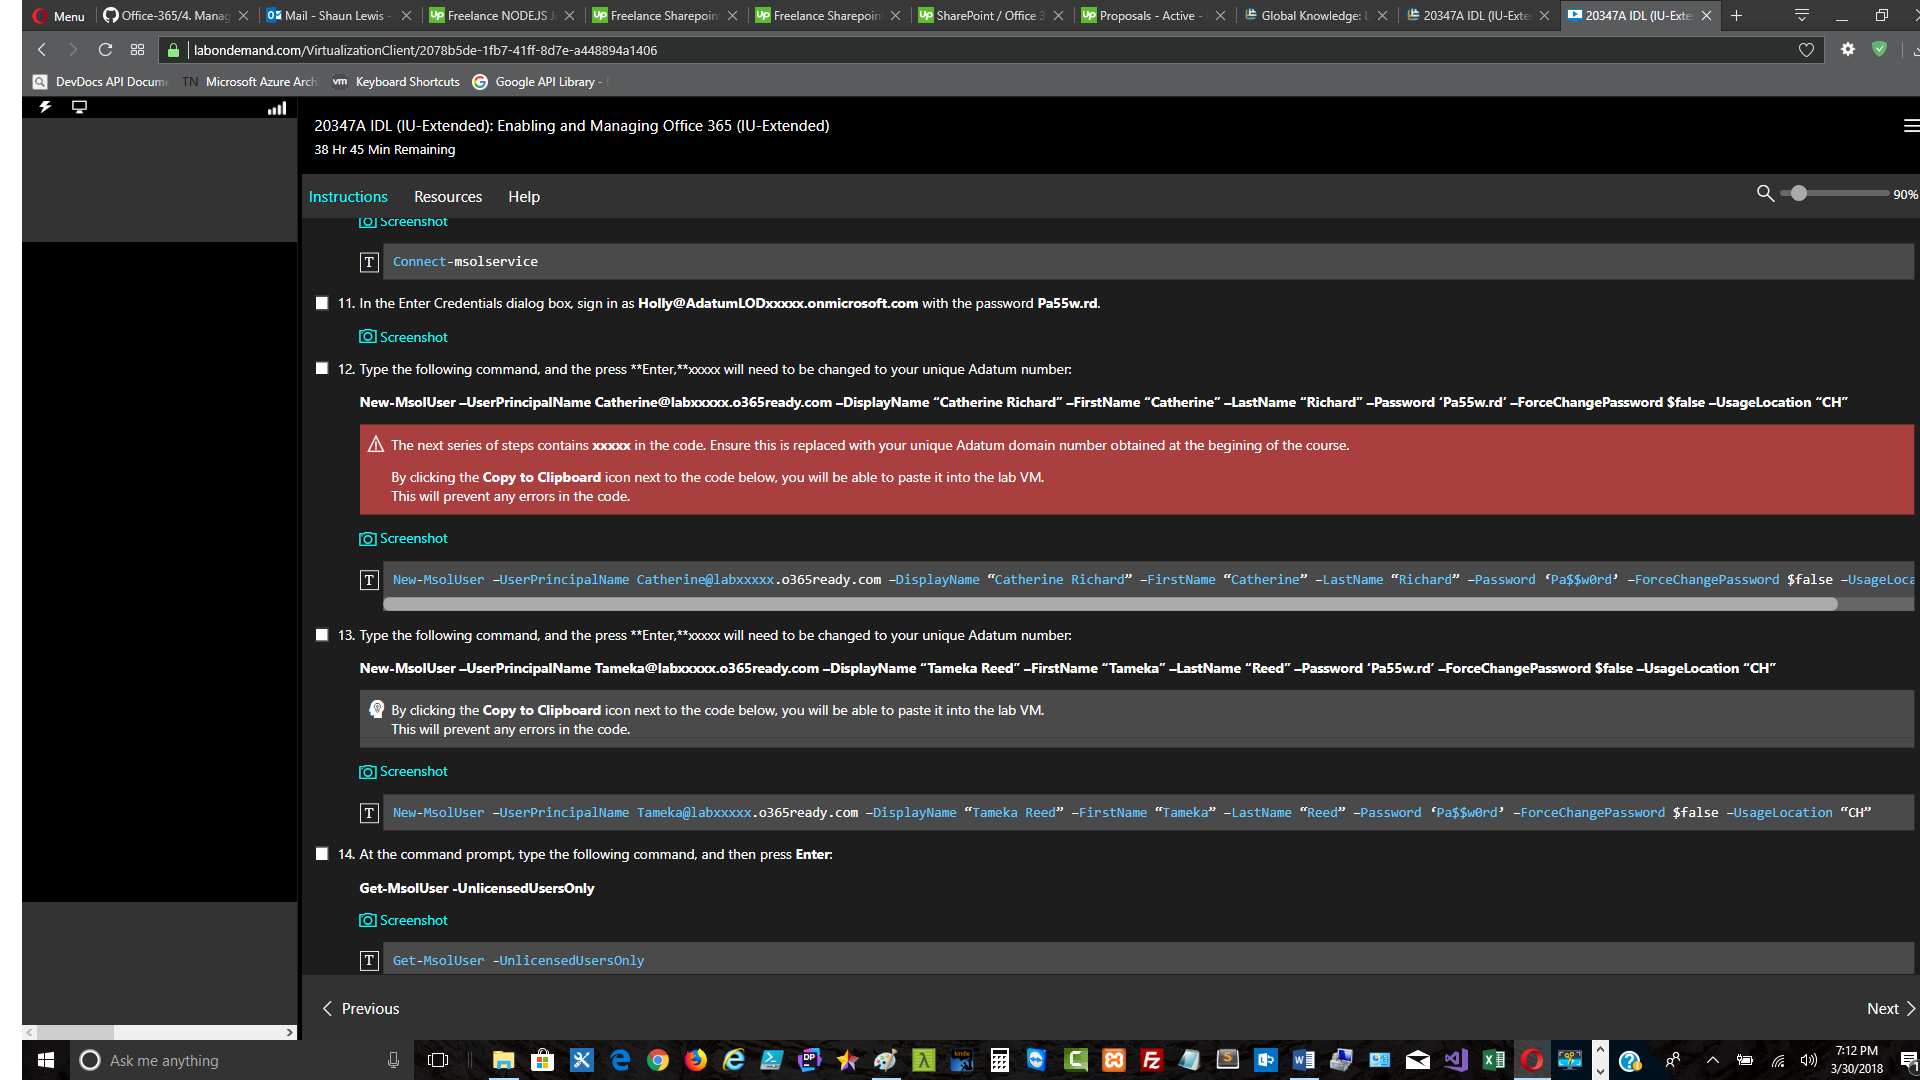 Menu
Office-365/4. Manag
Mail - Shaun Lewis -
Freelance NODEJS J
Freelance Sharepoin
Freelance Sharepoin
SharePoint / Office 3
Proposals - Active -
Global Knowledge: L
20347A IDL (IU-Exte
20347A IDL (IU-Exte
labondemand.com/VirtualizationClient/2078b5de-1fb7-41ff-8d7e-a448894a1406
DevDocs API Docume
TN Microsoft Azure Arch
vm Keyboard Shortcuts
Google API Library -
20347A IDL (IU-Extended): Enabling and Managing Office 365 (IU-Extended)
38 Hr 45 Min Remaining
Instructions Resources Help
90%
Screenshot
T Connect-msolservice
11. In the Enter Credentials dialog box, sign in as Holly@AdatumLODxxxxx.onmicrosoft.com with the password Pa55w.rd.
Screenshot
12. Type the following command, and the press **Enter,**xxxxx will need to be changed to your unique Adatum number:
New-MsolUser –UserPrincipalName Catherine@labxxxxx.o365ready.com –DisplayName “Catherine Richard” –FirstName “Catherine” –LastName “Richard” –Password ‘Pa55w.rd’ –ForceChangePassword $false –UsageLocation “CH”
The next series of steps contains xxxxx in the code. Ensure this is replaced with your unique Adatum domain number obtained at the begining of the course.
By clicking the Copy to Clipboard icon next to the code below, you will be able to paste it into the lab VM.
This will prevent any errors in the code.
Screenshot
T New-MsolUser –UserPrincipalName Catherine@labxxxxx.o365ready.com –DisplayName “Catherine Richard” –FirstName “Catherine” –LastName “Richard” –Password ‘Pa$$w0rd’ –ForceChangePassword $false –UsageLoca
13. Type the following command, and the press **Enter,**xxxxx will need to be changed to your unique Adatum number:
New-MsolUser –UserPrincipalName Tameka@labxxxxx.o365ready.com –DisplayName “Tameka Reed” –FirstName “Tameka” –LastName “Reed” –Password ‘Pa55w.rd’ –ForceChangePassword $false –UsageLocation “CH”
By clicking the Copy to Clipboard icon next to the code below, you will be able to paste it into the lab VM.
This will prevent any errors in the code.
Screenshot
T New-MsolUser –UserPrincipalName Tameka@labxxxxx.o365ready.com –DisplayName “Tameka Reed” –FirstName “Tameka” –LastName “Reed” –Password ‘Pa$$w0rd’ –ForceChangePassword $false –UsageLocation “CH”
14. At the command prompt, type the following command, and then press Enter:
Get-MsolUser -UnlicensedUsersOnly
Screenshot
T Get-MsolUser -UnlicensedUsersOnly
Previous
Next
Ask me anything
7:12 PM
3/30/2018